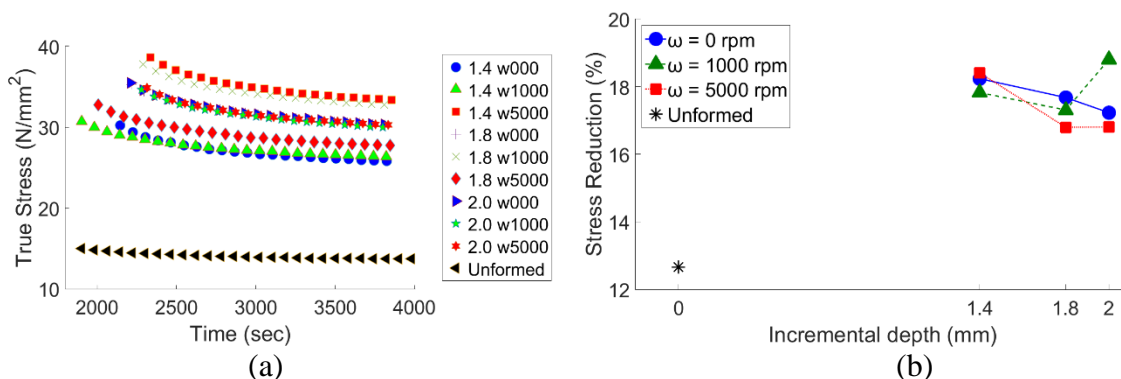 True Stress (N/mm²)
40
30
20
10
2000 2500 3000 3500 4000
Time (sec)
1.4 w000
1.4 w1000
1.4 w5000
1.8 w000
1.8 w1000
1.8 w5000
2.0 w000
2.0 w1000
2.0 w5000
Unformed
(a)
Stress Reduction (%)
20
18
16
14
12
0 1.4 1.8 2
Incremental depth (mm)
ω = 0 rpm
ω = 1000 rpm
ω = 5000 rpm
Unformed
(b)